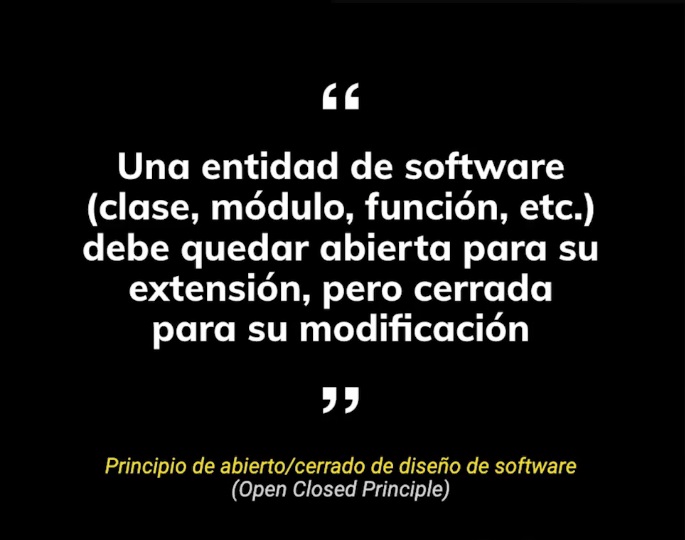 “
Una entidad de software
(clase, módulo, función, etc.)
debe quedar abierta para su
extensión, pero cerrada
para su modificación
”
Principio de abierto/cerrado de diseño de software
(Open Closed Principle)